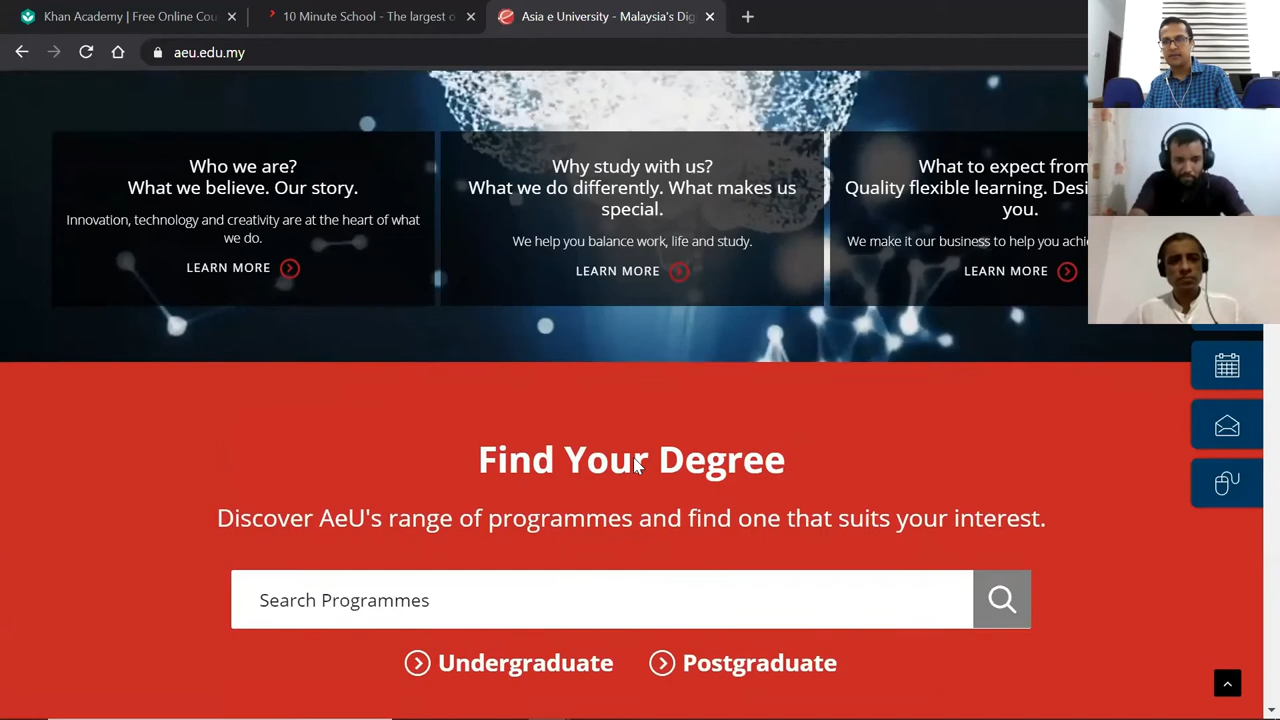 Khan Academy | Free Online Cou
10 Minute School - The largest o
e University - Malaysia's Di
aeu.edu.my
Who we are?
What we believe. Our story.
Innovation, technology and creativity are at the heart of what
we do.
LEARN MORE
Why study with us?
What we do differently. What makes us
special.
We help you balance work, life and study.
LEARN MORE
What to expect from
Quality flexible learning. Desi
you.
We make it our business to help you achi
LEARN MORE
Find Your Degree
Discover AeU's range of programmes and find one that suits your interest.
Search Programmes
Undergraduate
Postgraduate